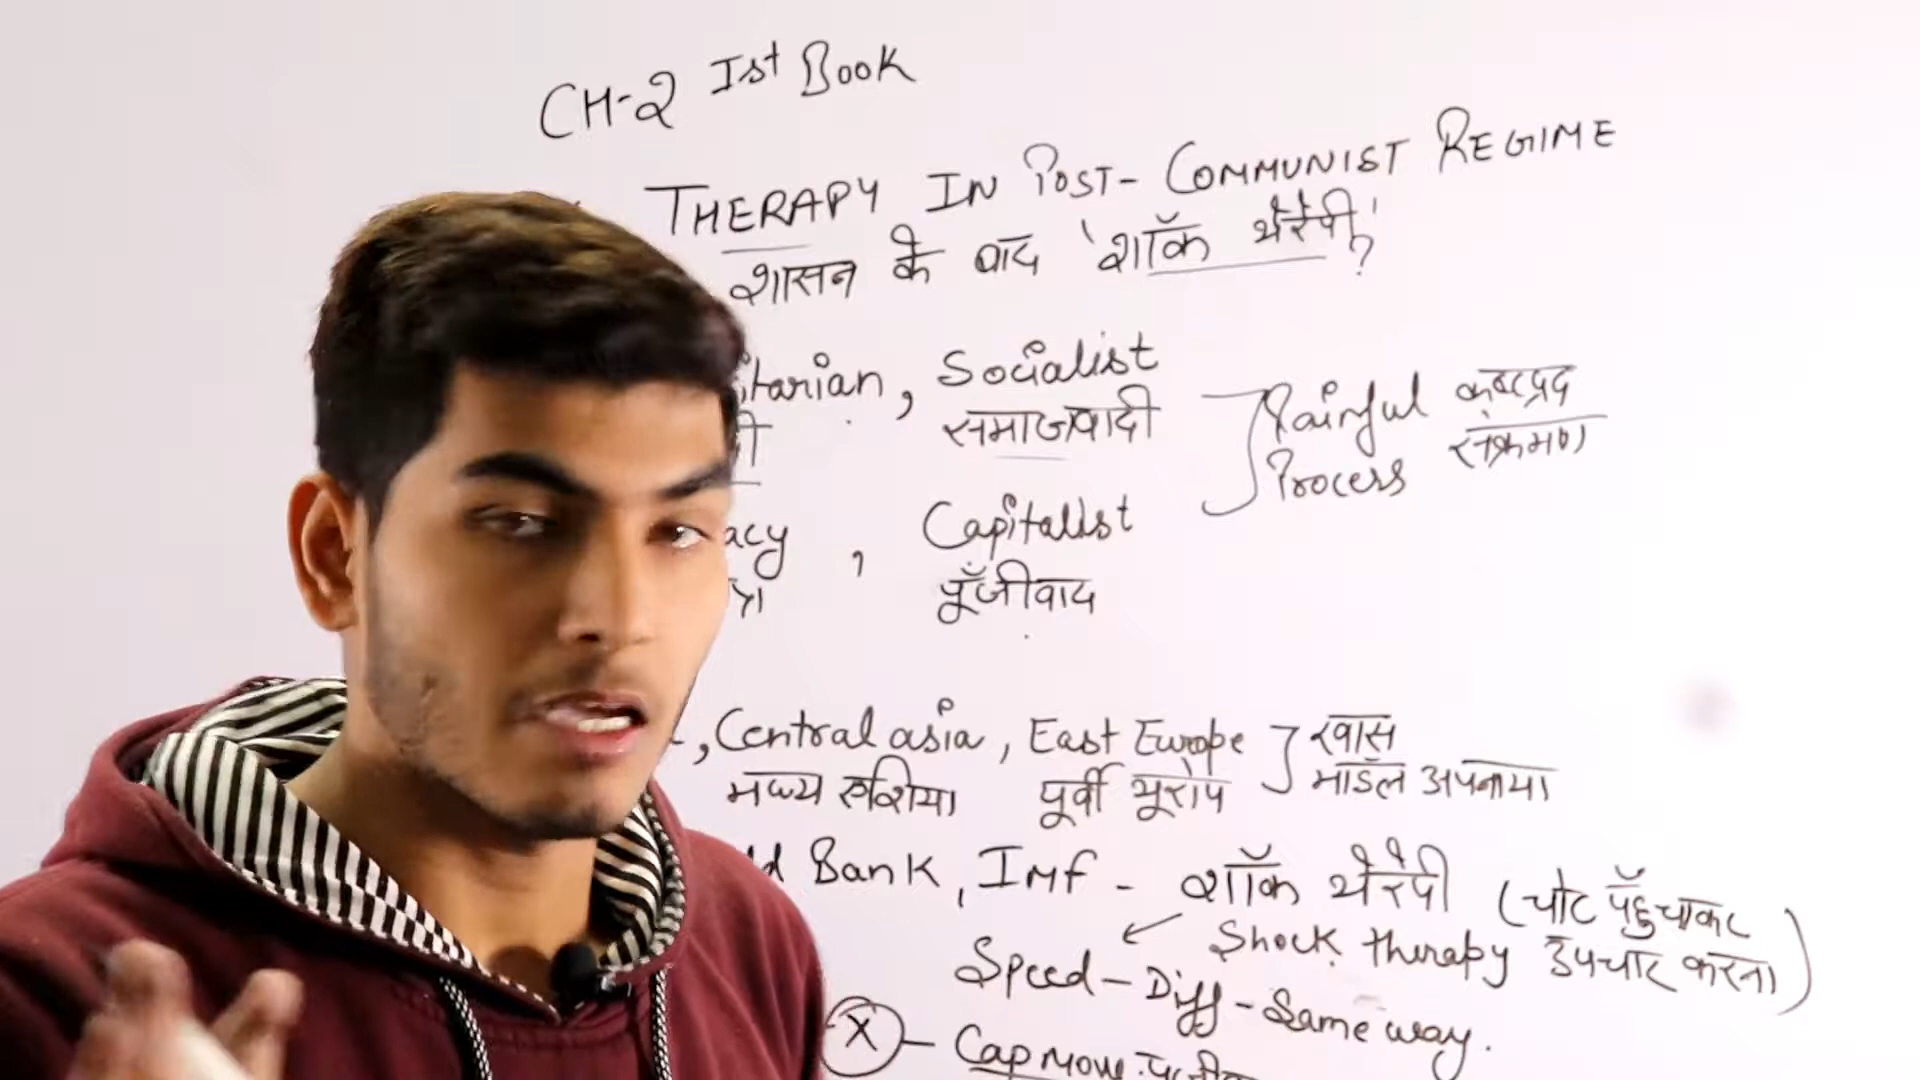 CH-2 Ist Book
THERAPY IN POST-COMMUNIST REGIME
शासन के बाद 'शॉक थेरेपी'?
itarian, Socialist
समाजवादी
Painful कष्टप्रद
Process संक्रमण
acy, Capitalist
पूँजीवाद
, Central asia, East Europe ] खास
मध्य एशिया पूर्वी यूरोप मॉडल अपनाया
d Bank, Imf - शॉक थेरेपी (चोट पँहुचाकर
Shock therapy उपचार करना)
Speed-Diff-Same way.
X - Cap